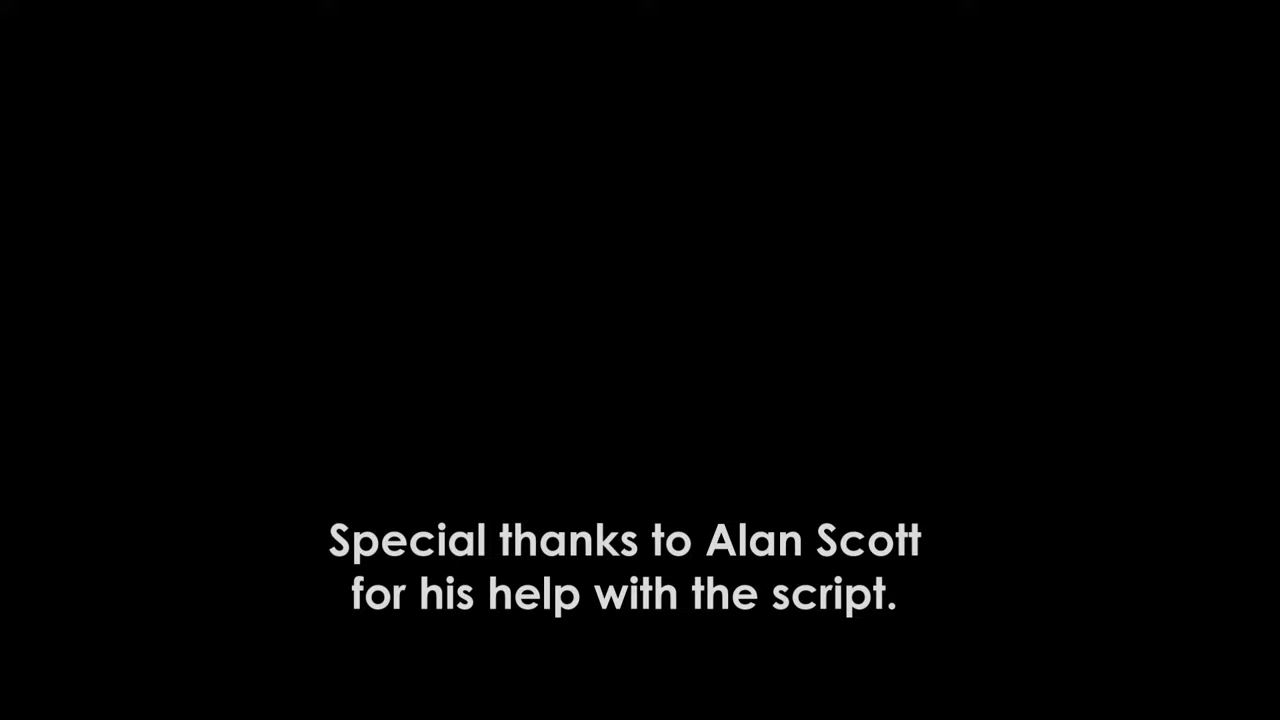 Special thanks to Alan Scott
for his help with the script.